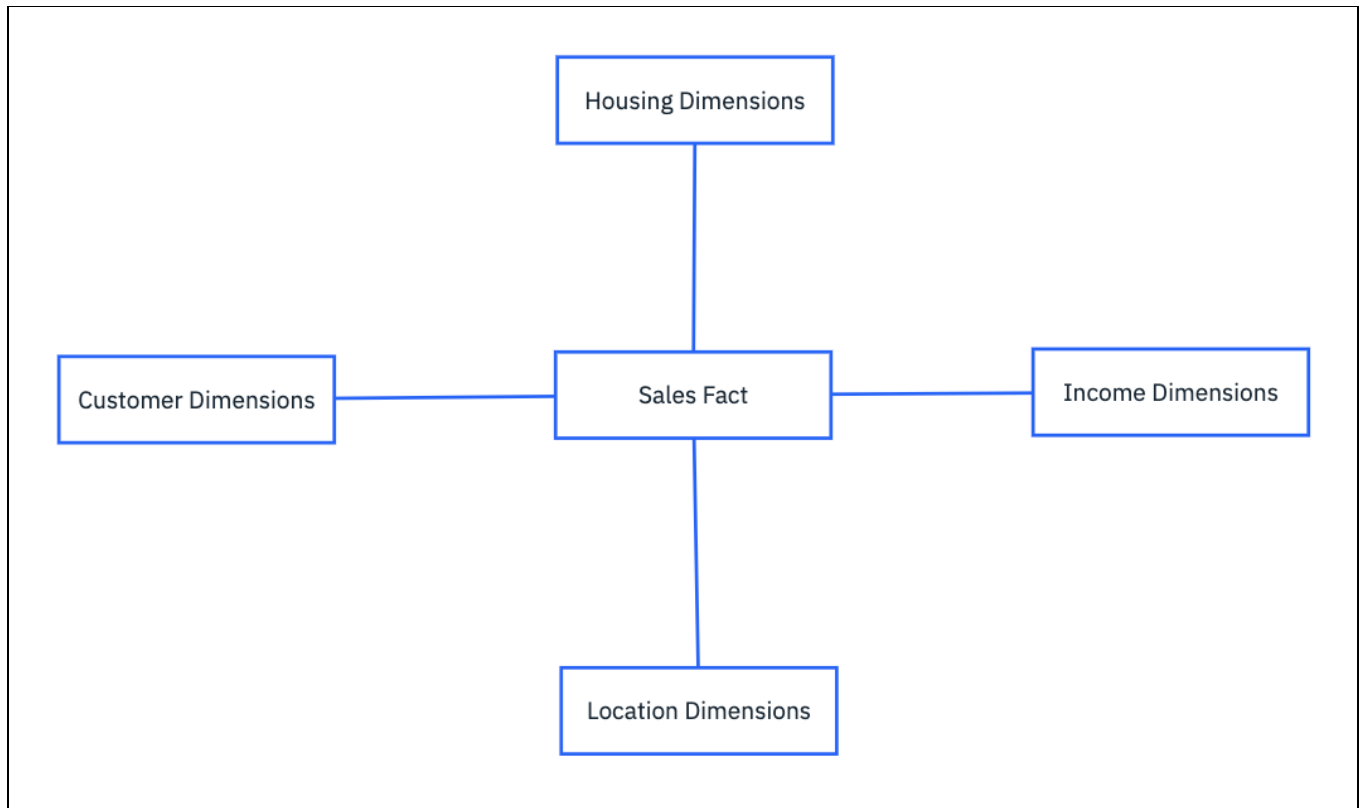 Housing Dimensions
Customer Dimensions
Sales Fact
Income Dimensions
Location Dimensions